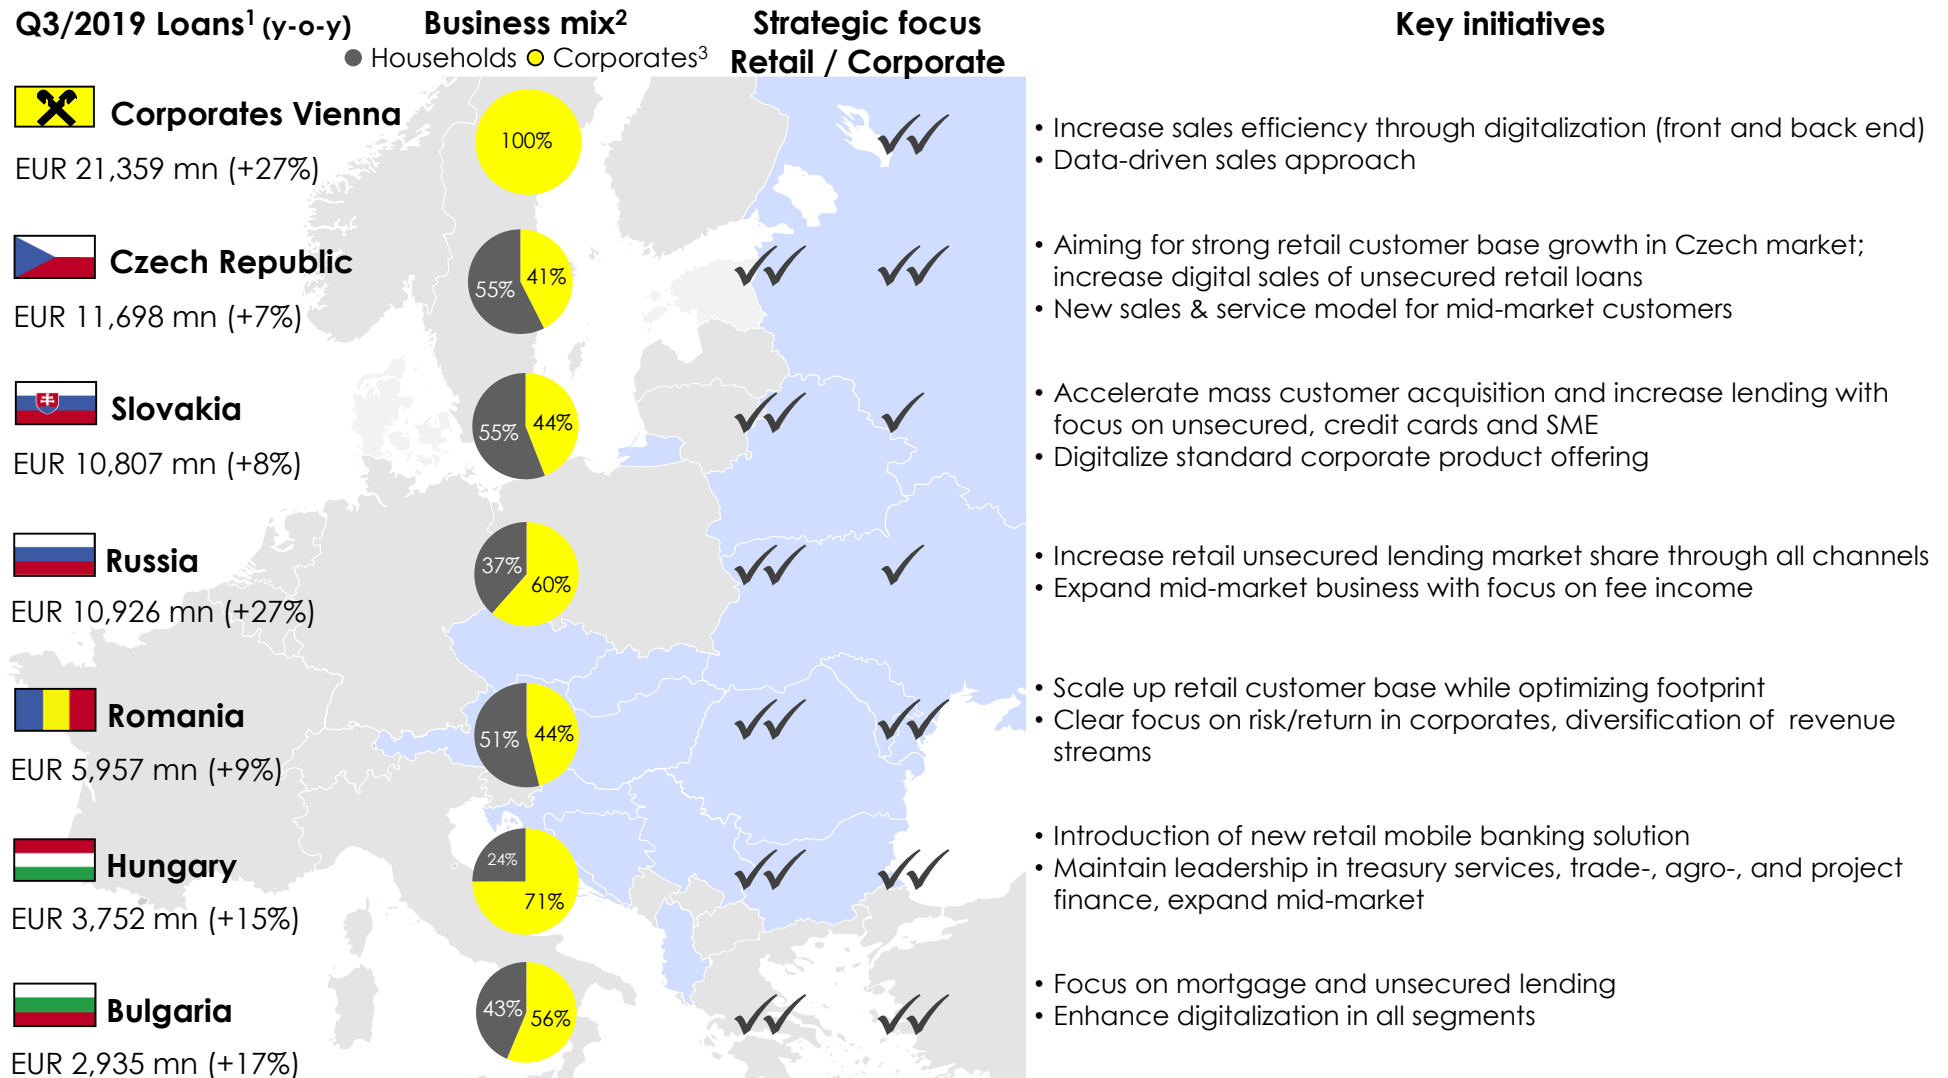 Q3/2019 Loans¹ (y-o-y)
Business mix²
● Households ● Corporates³
Strategic focus
Retail / Corporate
Key initiatives
Corporates Vienna
EUR 21,359 mn (+27%)
100%
• Increase sales efficiency through digitalization (front and back end)
• Data-driven sales approach
Czech Republic
EUR 11,698 mn (+7%)
55%
41%
• Aiming for strong retail customer base growth in Czech market;
increase digital sales of unsecured retail loans
• New sales & service model for mid-market customers
Slovakia
EUR 10,807 mn (+8%)
55%
44%
• Accelerate mass customer acquisition and increase lending with
focus on unsecured, credit cards and SME
• Digitalize standard corporate product offering
Russia
EUR 10,926 mn (+27%)
37%
60%
• Increase retail unsecured lending market share through all channels
• Expand mid-market business with focus on fee income
Romania
EUR 5,957 mn (+9%)
51%
44%
• Scale up retail customer base while optimizing footprint
• Clear focus on risk/return in corporates, diversification of revenue
streams
Hungary
EUR 3,752 mn (+15%)
24%
71%
• Introduction of new retail mobile banking solution
• Maintain leadership in treasury services, trade-, agro-, and project
finance, expand mid-market
Bulgaria
EUR 2,935 mn (+17%)
43%
56%
• Focus on mortgage and unsecured lending
• Enhance digitalization in all segments